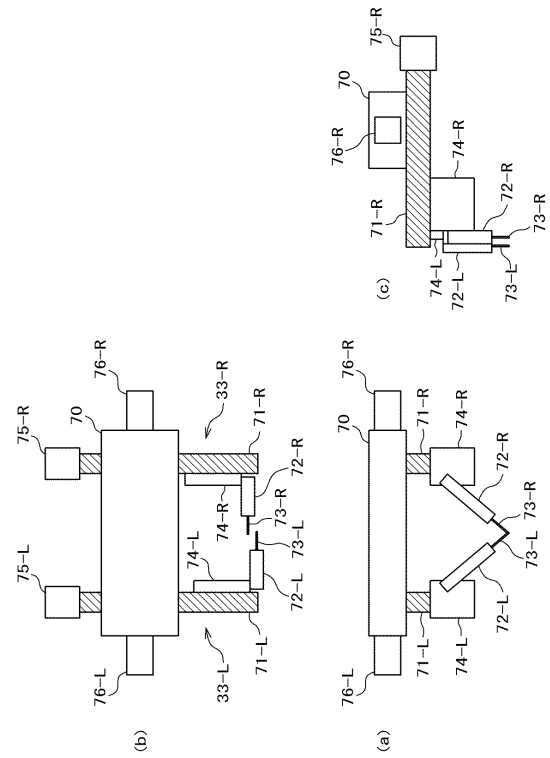 (b)
76-L
75-L
75-R
70
76-R
33-L
71-L
72-L
74-L
73-L
73-R
74-R
72-R
71-R
33-R
(a)
76-L
70
76-R
71-L
74-L
72-L
73-L
73-R
72-R
74-R
71-R
(c)
71-R
76-R
70
75-R
74-L
72-L
73-L
73-R
72-R
74-R